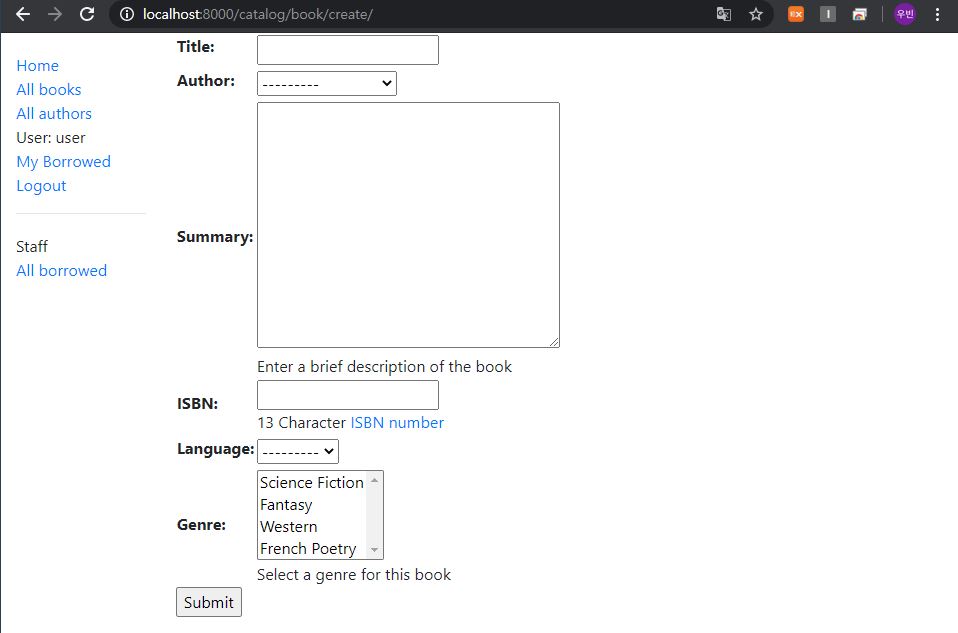 localhost:8000/catalog/book/create/
우빈
Home
All books
All authors
User: user
My Borrowed
Logout
Staff
All borrowed
Title:
Author: ---------
Summary:
Enter a brief description of the book
ISBN:
13 Character ISBN number
Language: ---------
Genre:
Science Fiction
Fantasy
Western
French Poetry
Select a genre for this book
Submit